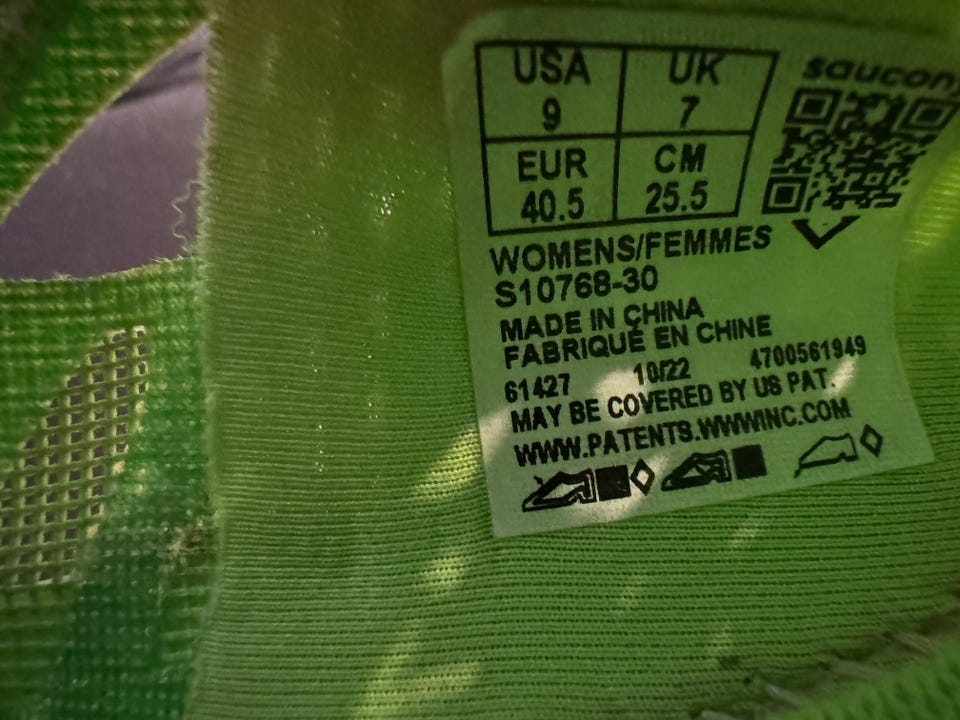 USA UK
9 7
EUR CM
40.5 25.5
saucony
WOMENS/FEMMES
S10768-30
MADE IN CHINA
FABRIQUÉ EN CHINE
61427 10/22 4700561949
MAY BE COVERED BY US PAT.
WWW.PATENTS.WWWINC.COM